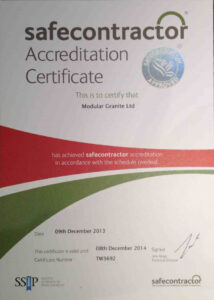 safecontractor
Accreditation
Certificate
This is to certify that
Modular Granite Ltd
APPROVED
has achieved safecontractor accreditation
in accordance with the schedule overleaf
Date 09th December 2013
This certificate is valid until 08th December 2014 Signed
Certificate Number TW3692
SSIP
safecontractor